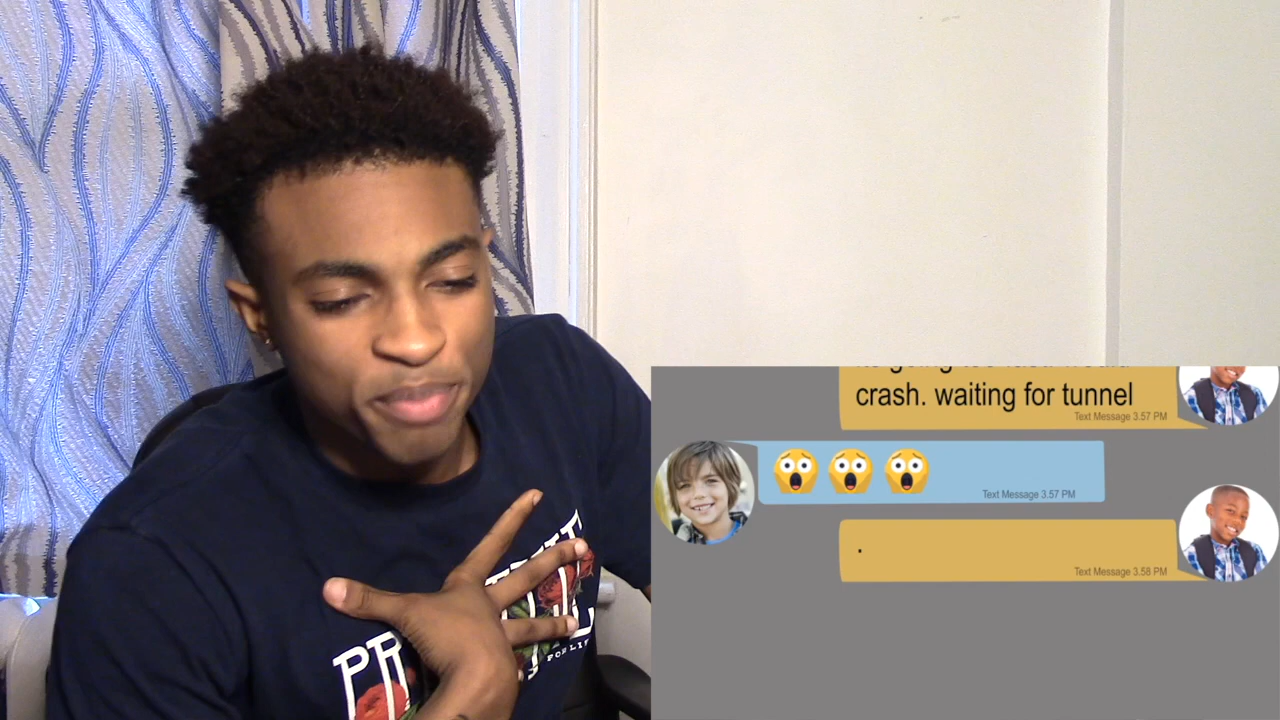 crash. waiting for tunnel
Text Message 3.57 PM
Text Message 3.57 PM
.
Text Message 3.58 PM
PR
FOR LIFE